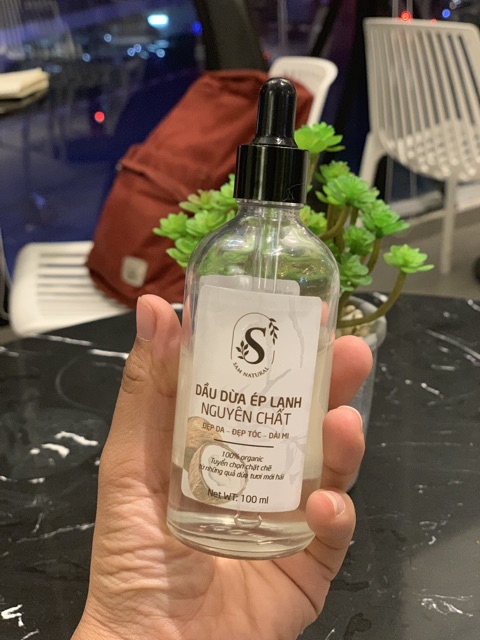 S
SAM NATURAL
DẦU DỪA ÉP LẠNH
NGUYÊN CHẤT
ĐẸP DA - ĐẸP TÓC - DÀI MI
100% organic
Tuyển chọn chặt chẽ
từ những quả dừa tươi mới hái
Net.WT: 100 ml